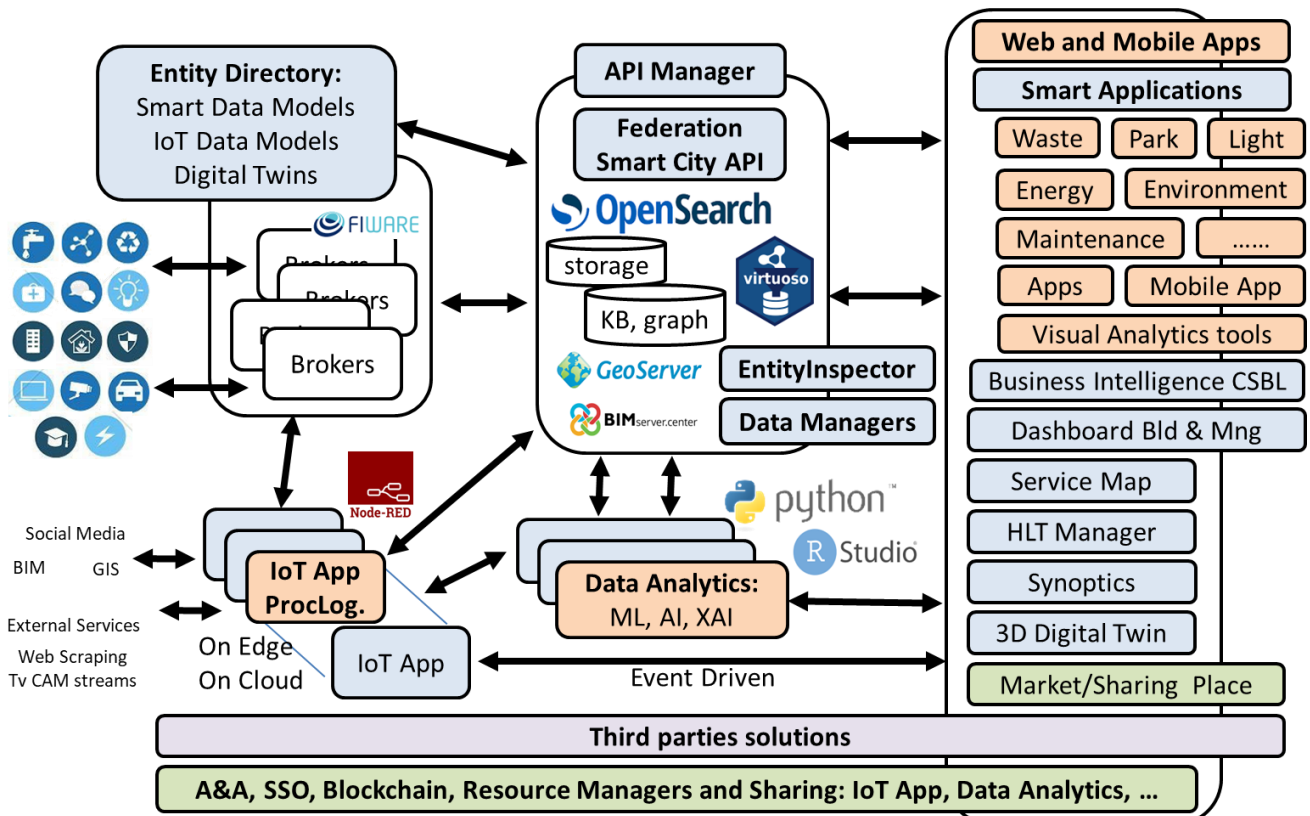 Entity Directory:
Smart Data Models
IoT Data Models
Digital Twins
FIWARE
Brokers
Brokers
Brokers
API Manager
Federation
Smart City API
OpenSearch
storage
virtuoso
KB, graph
GeoServer
EntityInspector
BIMserver.center
Data Managers
Web and Mobile Apps
Smart Applications
Waste
Park
Light
Energy
Environment
Maintenance
......
Apps
Mobile App
Visual Analytics tools
Business Intelligence CSBL
Dashboard Bld & Mng
Service Map
HLT Manager
Synoptics
3D Digital Twin
Market/Sharing Place
Node-RED
python™
R Studio®
Social Media
BIM
GIS
External Services
Web Scraping
Tv CAM streams
IoT App
ProcLog.
On Edge
On Cloud
IoT App
Data Analytics:
ML, AI, XAI
Event Driven
Third parties solutions
A&A, SSO, Blockchain, Resource Managers and Sharing: IoT App, Data Analytics, ...